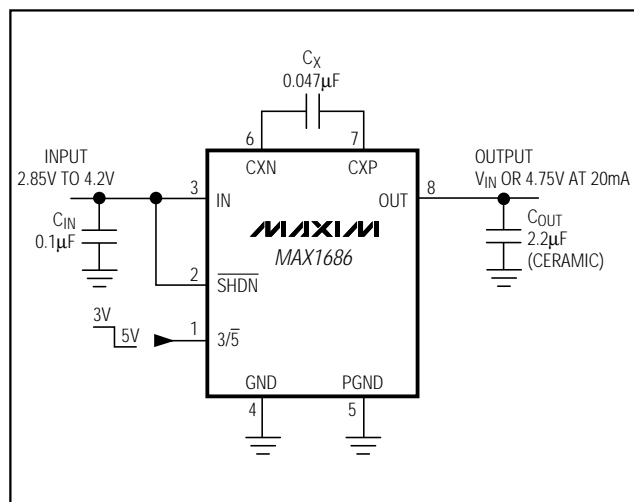 CX
0.047µF
6
7
CXN
CXP
INPUT
2.85V TO 4.2V
OUTPUT
VIN OR 4.75V AT 20mA
3
IN
OUT
8
CIN
0.1µF
MAXIM
MAX1686
COUT
2.2µF
(CERAMIC)
2
SHDN
3V
5V
1
3/5
GND
PGND
4
5